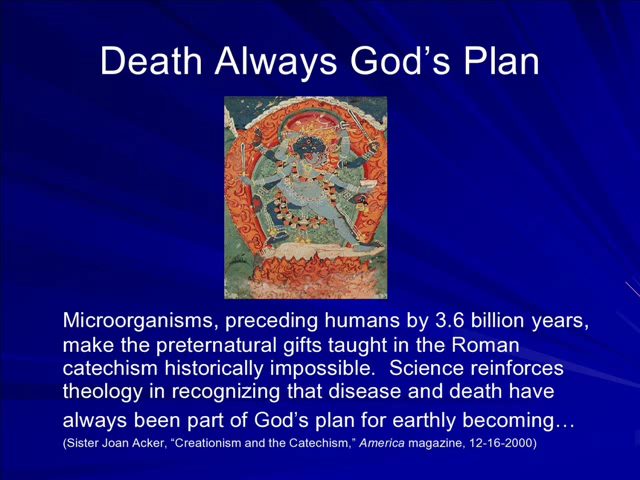 Death Always God’s Plan
Microorganisms, preceding humans by 3.6 billion years,
make the preternatural gifts taught in the Roman
catechism historically impossible.  Science reinforces
theology in recognizing that disease and death have
always been part of God’s plan for earthly becoming…
(Sister Joan Acker, “Creationism and the Catechism,” America magazine, 12-16-2000)